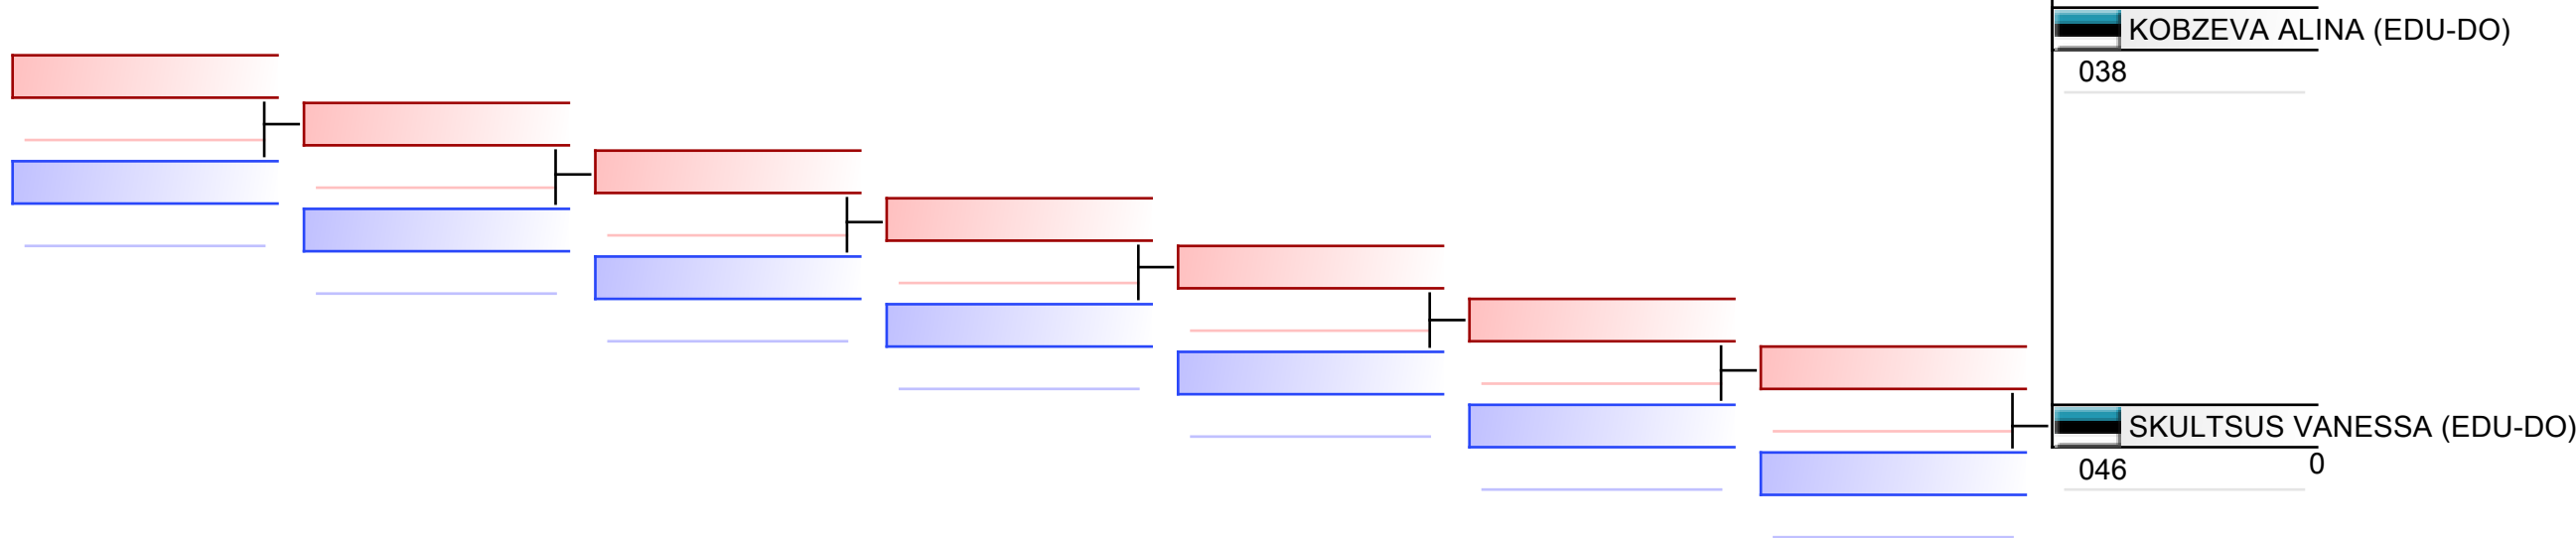 KOBZEVA ALINA (EDU-DO)
038
SKULTSUS VANESSA (EDU-DO)
046
0